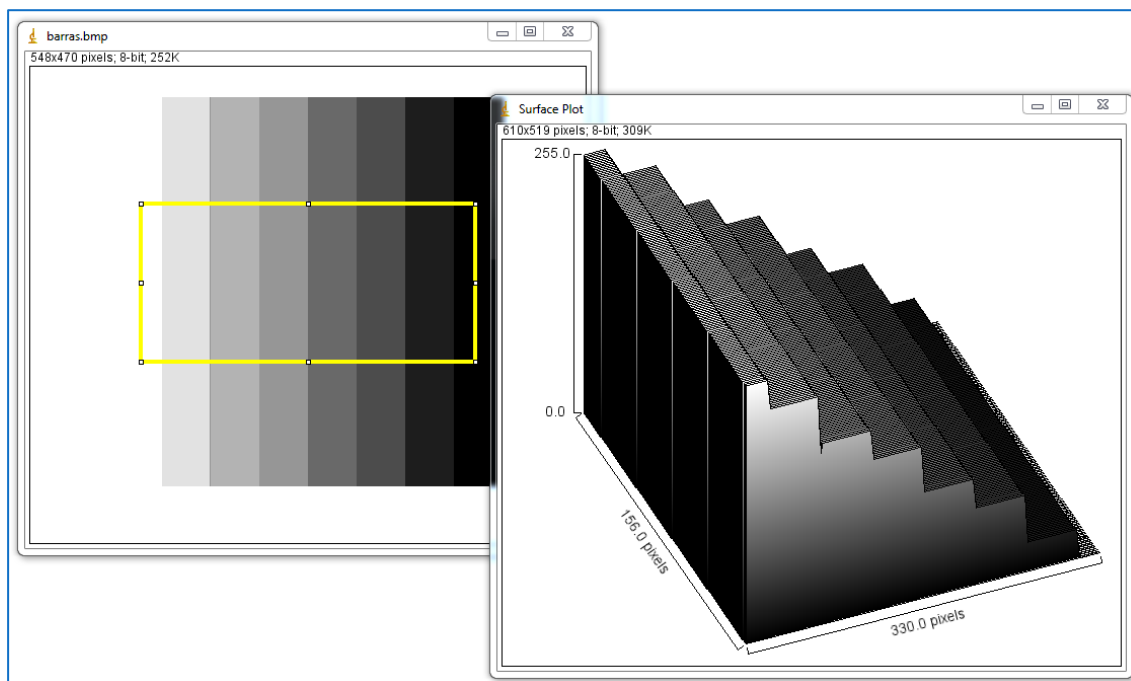 barras.bmp
548x470 pixels; 8-bit; 252K
Surface Plot
610x519 pixels; 8-bit; 309K
255.0
0.0
156.0 pixels
330.0 pixels